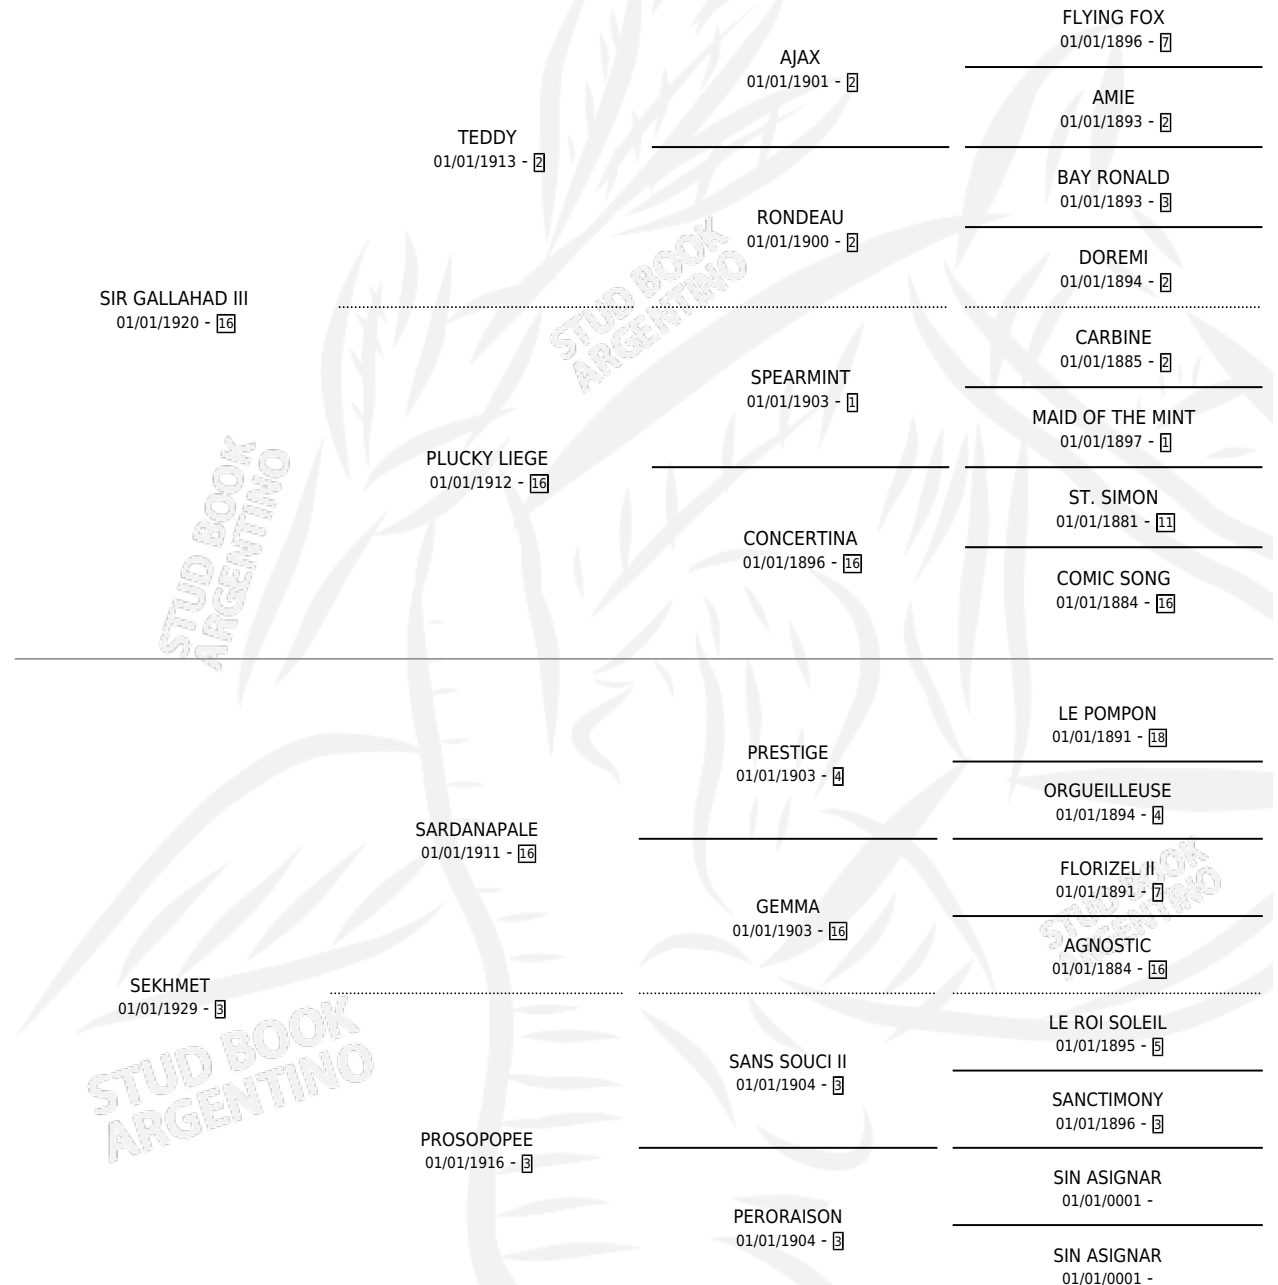 FLYING FOX
01/01/1896 - 7
AJAX
01/01/1901 - 2
AMIE
01/01/1893 - 2
TEDDY
01/01/1913 - 2
BAY RONALD
01/01/1893 - 3
RONDEAU
01/01/1900 - 2
DOREMI
01/01/1894 - 2
SIR GALLAHAD III
01/01/1920 - 16
STUD BOOK
ARGENTINO
CARBINE
01/01/1885 - 2
SPEARMINT
01/01/1903 - 1
MAID OF THE MINT
01/01/1897 - 1
PLUCKY LIEGE
01/01/1912 - 16
ST. SIMON
01/01/1881 - 11
CONCERTINA
01/01/1896 - 16
COMIC SONG
01/01/1884 - 16
STUD BOOK
ARGENTINO
LE POMPON
01/01/1891 - 18
PRESTIGE
01/01/1903 - 4
ORGUEILLEUSE
01/01/1894 - 4
SARDANAPALE
01/01/1911 - 16
FLORIZEL II
01/01/1891 - 7
GEMMA
01/01/1903 - 16
STUD BOOK
ARGENTINO
AGNOSTIC
01/01/1884 - 16
SEKHMET
01/01/1929 - 3
LE ROI SOLEIL
01/01/1895 - 5
STUD BOOK
ARGENTINO
SANS SOUCI II
01/01/1904 - 3
SANCTIMONY
01/01/1896 - 3
PROSOPOPEE
01/01/1916 - 3
SIN ASIGNAR
01/01/0001 -
PERORAISON
01/01/1904 - 3
SIN ASIGNAR
01/01/0001 -